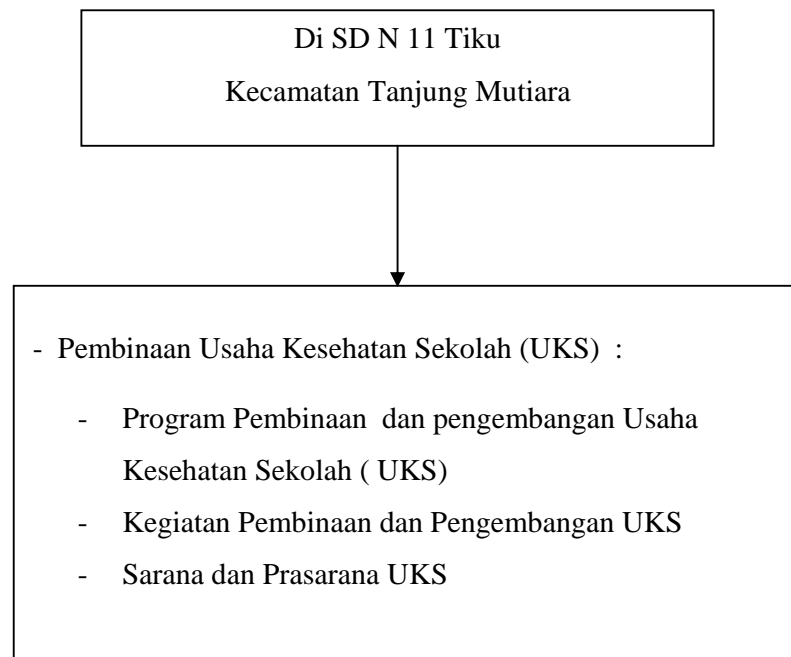 Di SD N 11 Tiku
Kecamatan Tanjung Mutiara
- Pembinaan Usaha Kesehatan Sekolah (UKS) :
- Program Pembinaan dan pengembangan Usaha
Kesehatan Sekolah ( UKS)
- Kegiatan Pembinaan dan Pengembangan UKS
- Sarana dan Prasarana UKS